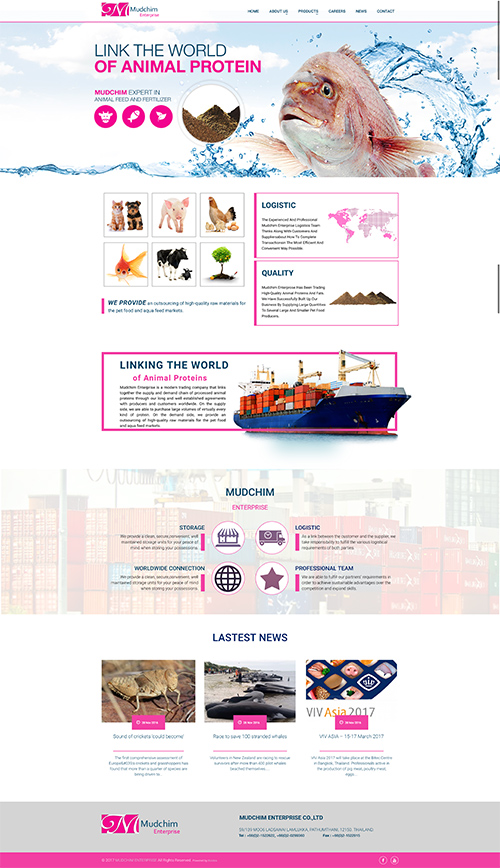 Mudchim
Enterprise
HOME ABOUT US PRODUCTS CAREERS NEWS CONTACT
LINK THE WORLD
OF ANIMAL PROTEIN
MUDCHIM EXPERT IN
ANIMAL FEED AND FERTILIZER
LOGISTIC
The Experienced And Professional
Mudchim Enterprise Logistics Team
Thinks Along With Customers And
Suppliers How To Complete
Transactions In The Most Efficient And
Convenient Way Possible.
QUALITY
Mudchim Enterprise Has Been Trading
High Quality Animal Proteins And Fats.
We Have Successfully Built Up Our
Business By Supplying Large Quantities
To Several Large And Smaller Pet Food
Producers.
WE PROVIDE an outsourcing of high-quality raw materials for
the pet food and aqua feed markets.
LINKING THE WORLD
of Animal Proteins
Mudchim Enterprise is a modern trading company that links
together the supply and demand chain of processed animal
proteins through our long and well established relationships
with producers and customers worldwide. On the supply
side, we are able to purchase large volumes of virtually every
kind of protein. On the demand side, we provide an
outsourcing of high-quality raw materials for the pet food
and aqua feed markets
MUDCHIM
ENTERPRISE
STORAGE
We provide a clean, secure, convenient, and
maintained storage units for your peace of
mind when storing your possessions.
LOGISTIC
As a link between the customer and the supplier, we
take responsibility to fulfill the various logistical
requirements of both parties.
WORLDWIDE CONNECTION
We provide a clean, secure, convenient, and
maintained storage units for your peace of
mind when storing your possessions.
PROFESSIONAL TEAM
We are able to fulfill our partners' requirements in
order to achieve sustainable advantages over the
competition and expand skills.
LASTEST NEWS
VIV Asia 2017
Sound of crickets 'could become'
The first comprehensive assessment of
Europe's crickets and grasshoppers has
found that more than a quarter of species are
being driven to...
Race to save 100 stranded whales
Volunteers in New Zealand are racing to rescue
survivors after more than 400 pilot whales
beached themselves ...
VIV ASIA – 15-17 March 2017
VIV Asia 2017 will take place at the Bitec Centre
in Bangkok, Thailand. Professionals active in
the production of pig meat, poultry meat,
eggs...
Mudchim
Enterprise
MUDCHIM ENTERPRISE CO.,LTD
LAMLUKKA, PATHUMTHANI, 12150, THAILAND.
© 2017 MUDCHIM ENTERPRISE All Rights Reserved.